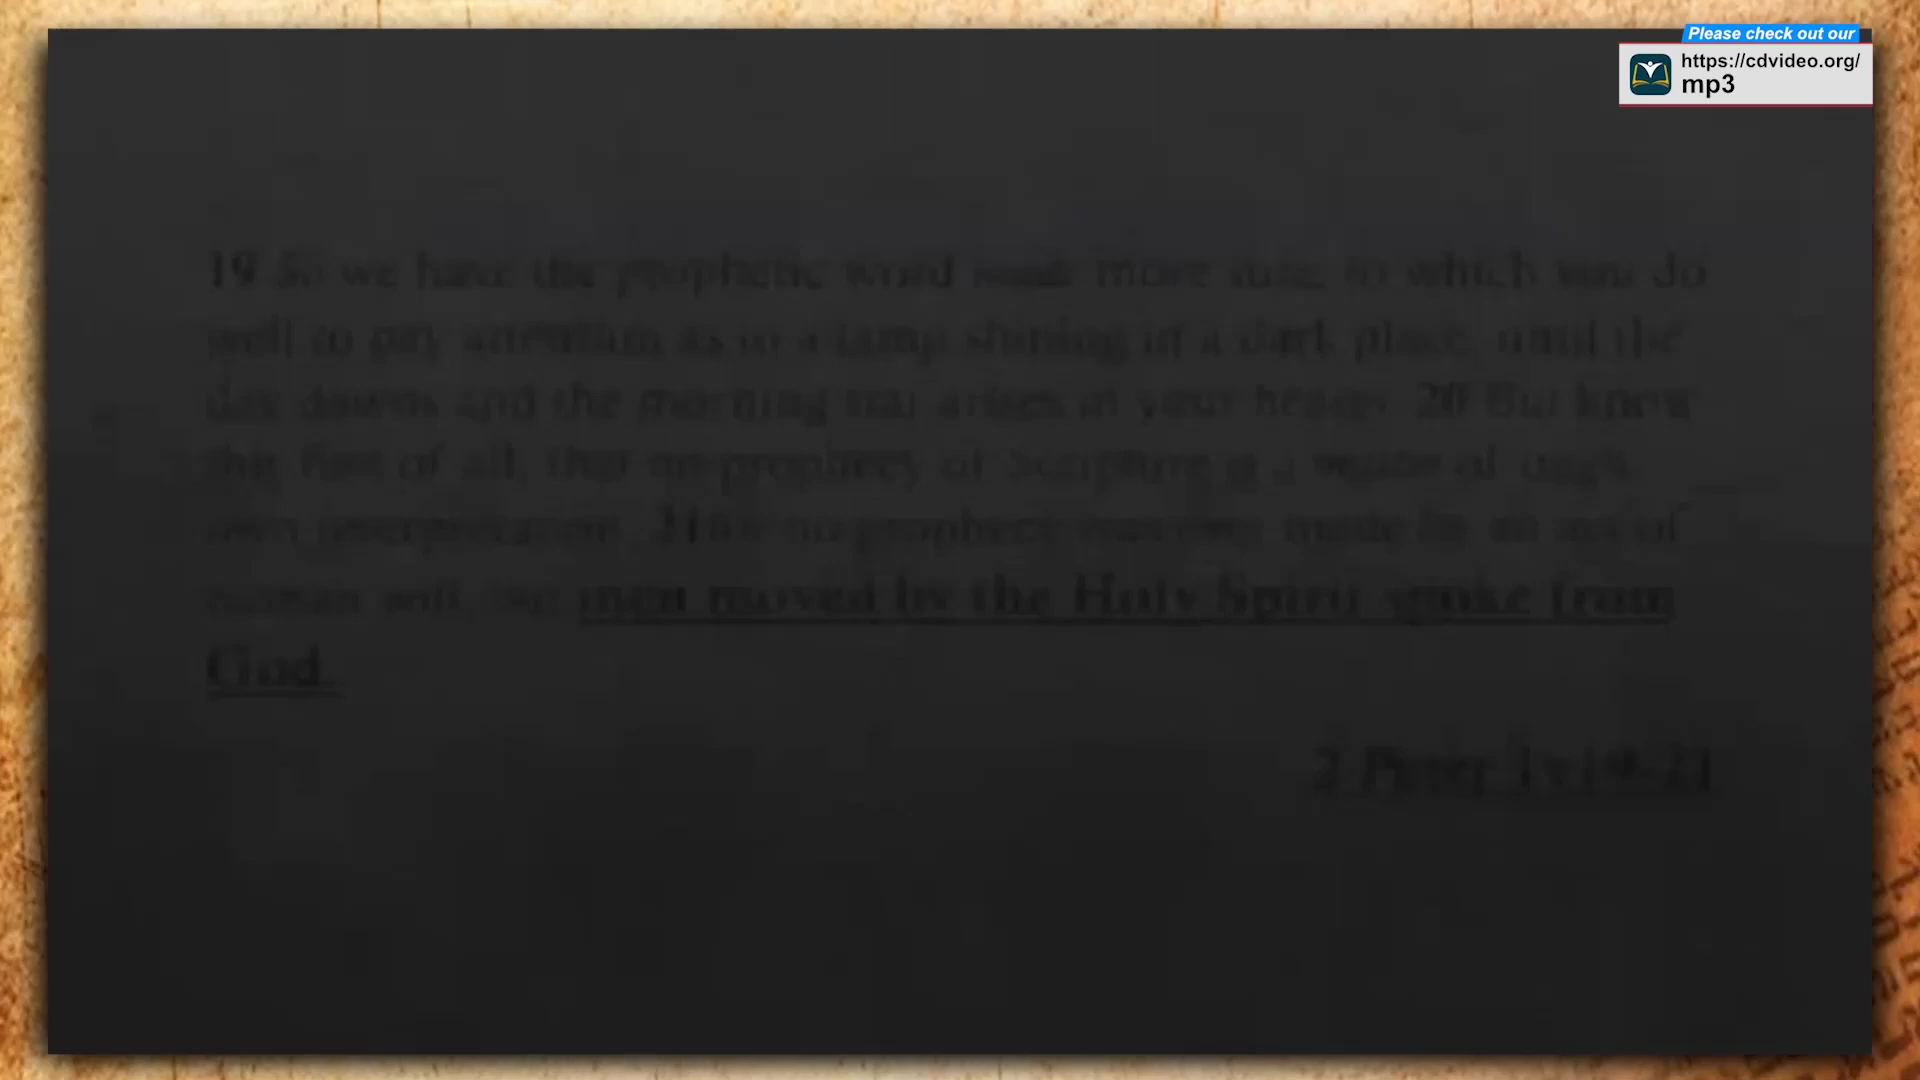 Please check out our
https://cdvideo.org/
mp3
19 So we have the prophetic word made more sure, to which you do
well to pay attention as to a lamp shining in a dark place, until the
day dawns and the morning star arises in your hearts. 20 But know
this first of all, that no prophecy of Scripture is a matter of one's
own interpretation, 21 for no prophecy was ever made by an act of
human will, but men moved by the Holy Spirit spoke from
God.
2 Peter 1v19-21